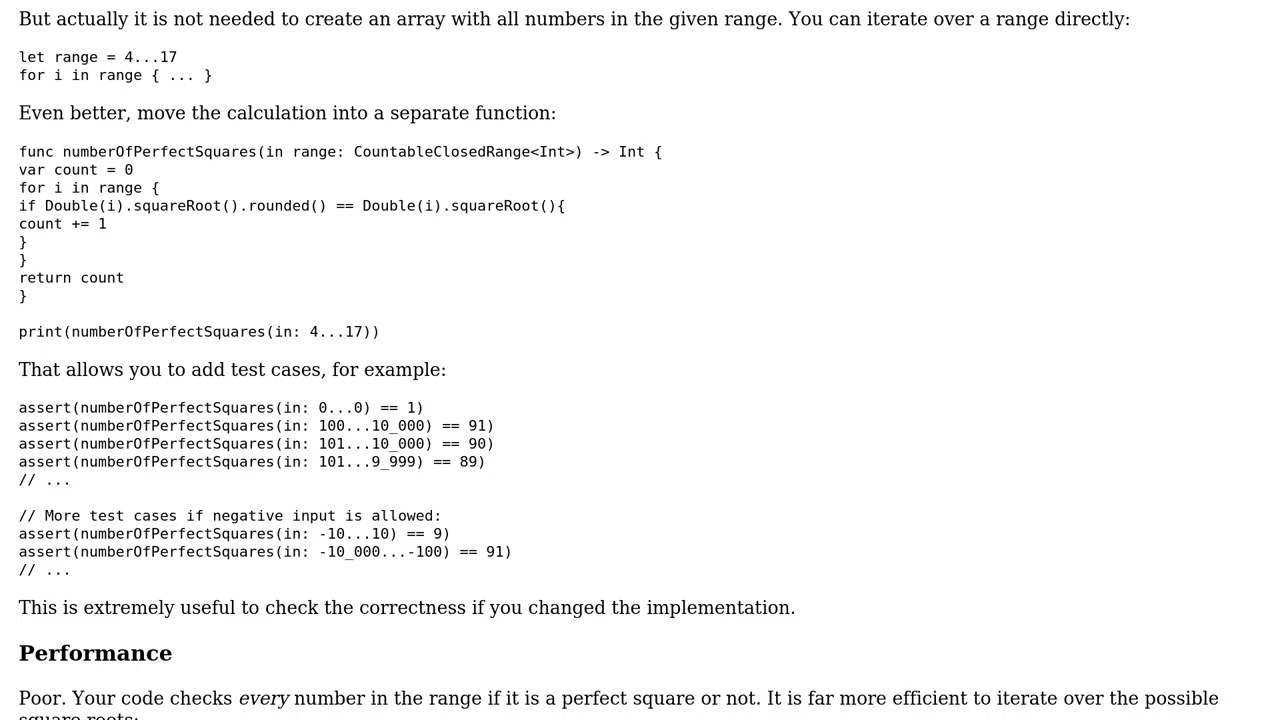 But actually it is not needed to create an array with all numbers in the given range. You can iterate over a range directly:
let range = 4...17
for i in range { ... }
Even better, move the calculation into a separate function:
func numberOfPerfectSquares(in range: CountableClosedRange<Int>) -> Int {
var count = 0
for i in range {
if Double(i).squareRoot().rounded() == Double(i).squareRoot(){
count += 1
}
}
return count
}
print(numberOfPerfectSquares(in: 4...17))
That allows you to add test cases, for example:
assert(numberOfPerfectSquares(in: 0...0) == 1)
assert(numberOfPerfectSquares(in: 100...10_000) == 91)
assert(numberOfPerfectSquares(in: 101...10_000) == 90)
assert(numberOfPerfectSquares(in: 101...9_999) == 89)
// ...
// More test cases if negative input is allowed:
assert(numberOfPerfectSquares(in: -10...10) == 9)
assert(numberOfPerfectSquares(in: -10_000...-100) == 91)
// ...
This is extremely useful to check the correctness if you changed the implementation.
Performance
Poor. Your code checks every number in the range if it is a perfect square or not. It is far more efficient to iterate over the possible
square roots: